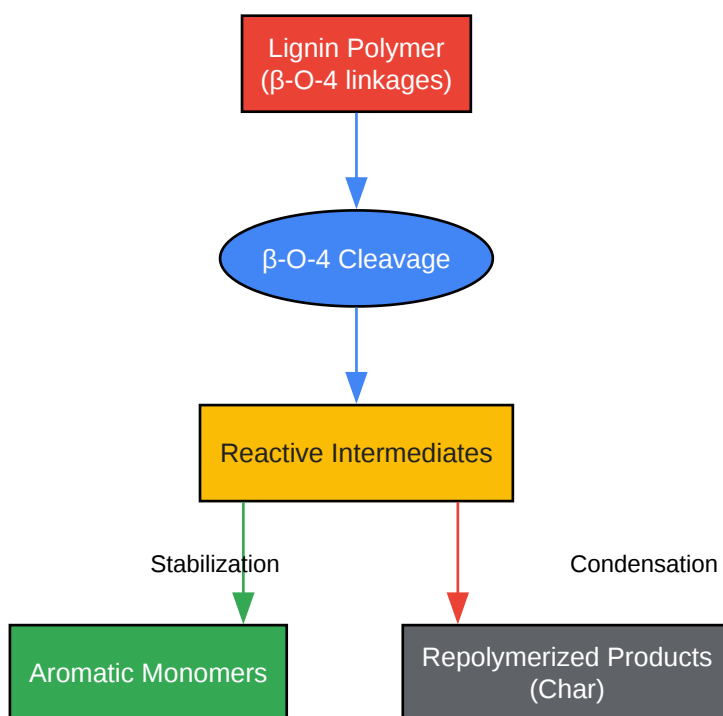 Lignin Polymer
(β-O-4 linkages)
β-O-4 Cleavage
Reactive Intermediates
Stabilization
Condensation
Aromatic Monomers
Repolymerized Products
(Char)